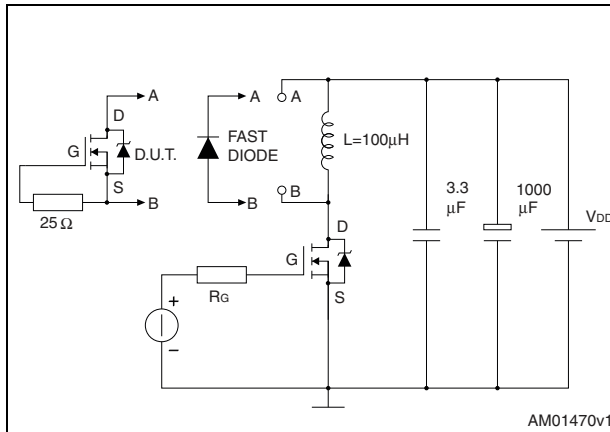 A
D
G
D.U.T.
S
B
25 Ω
A
FAST
DIODE
B
A
B
L=100µH
D
G
S
RG
+
−
3.3
µF
1000
µF
VDD
AM01470v1